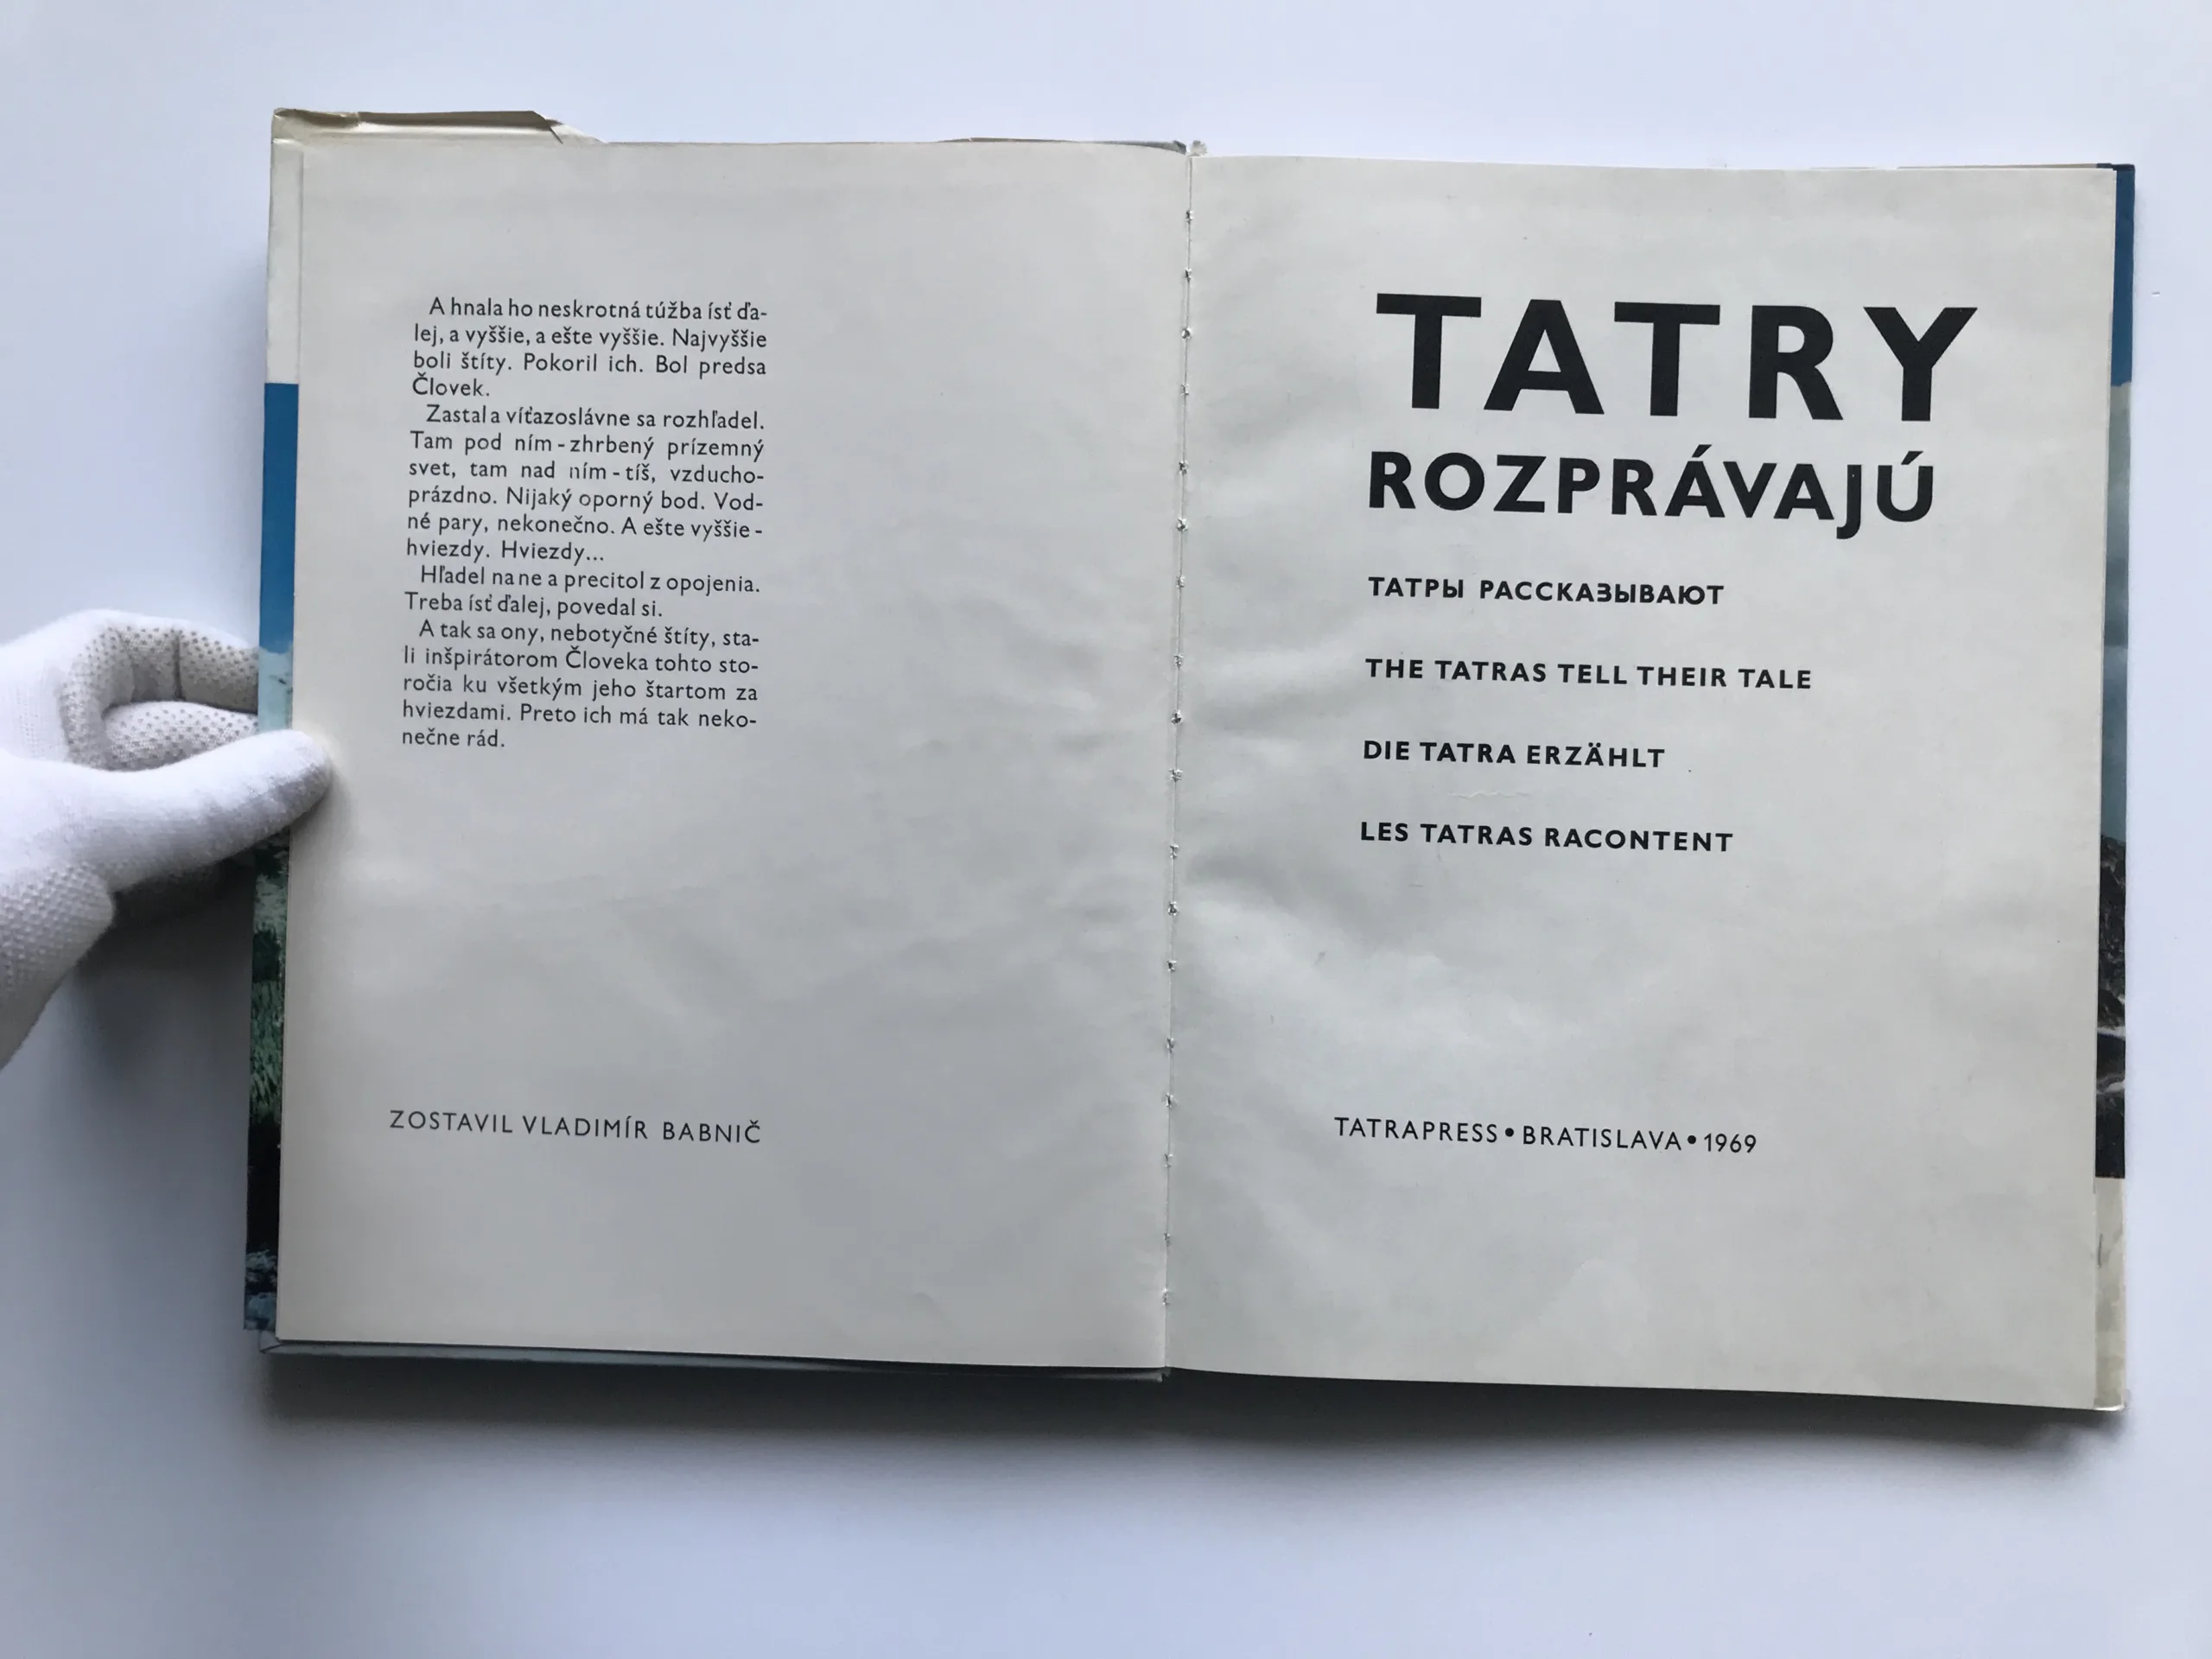 A hnala ho neskrotná túžba ísť ďa-
lej, a vyššie, a ešte vyššie. Najvyššie
boli štíty. Pokoril ich. Bol predsa
Človek.
Zastal a víťazoslávne sa rozhľadel.
Tam pod ním - zhrbený prízemný
svet, tam nad ním - tíš, vzducho-
prázdno. Nijaký oporný bod. Vod-
né pary, nekonečno. A ešte vyššie -
hviezdy. Hviezdy...
Hľadel na ne a precitol z opojenia.
Treba ísť ďalej, povedal si.
A tak sa ony, nebotyčné štíty, sta-
li inšpirátorom Človeka tohto sto-
ročia ku všetkým jeho štartom za
hviezdami. Preto ich má tak neko-
nečne rád.
ZOSTAVIL VLADIMÍR BABNIČ
TATRY
ROZPRÁVAJÚ
ТАТРЫ РАССКАЗЫВАЮТ
THE TATRAS TELL THEIR TALE
DIE TATRA ERZÄHLT
LES TATRAS RACONTENT
TATRAPRESS • BRATISLAVA • 1969